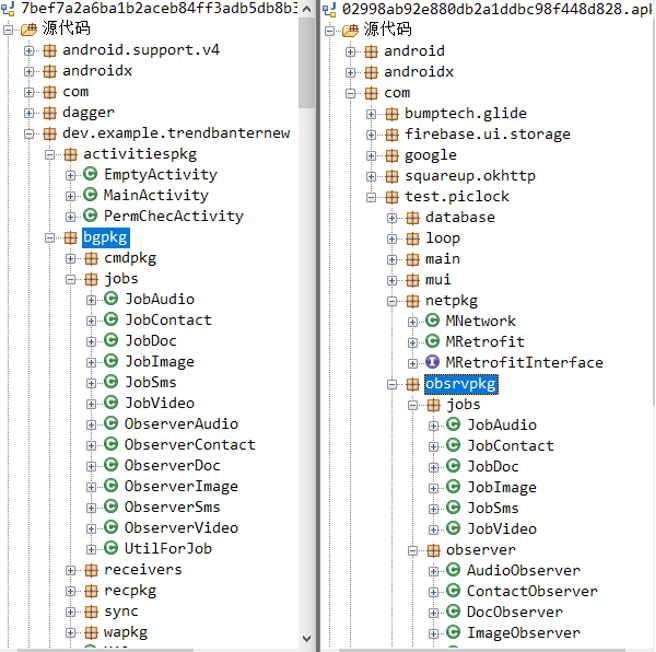 7bef7a2a6ba1b2aceb84ff3adb5db8b3
源代码
android.support.v4
androidx
com
dagger
dev.example.trendbanternew
activitiespkg
EmptyActivity
MainActivity
PermChecActivity
bgpkg
cmdpkg
jobs
JobAudio
JobContact
JobDoc
JobImage
JobSms
JobVideo
ObserverAudio
ObserverContact
ObserverDoc
ObserverImage
ObserverSms
ObserverVideo
UtilForJob
receivers
recpkg
sync
wapkg
02998ab92e880db2a1ddbc98f448d828.apk
源代码
android
androidx
com
bumptech.glide
firebase.ui.storage
google
squareup.okhttp
test.piclock
database
loop
main
mui
netpkg
MNetwork
MRetrofit
MRetrofitInterface
obsrvpkg
jobs
JobAudio
JobContact
JobDoc
JobImage
JobSms
JobVideo
observer
AudioObserver
ContactObserver
DocObserver
ImageObserver